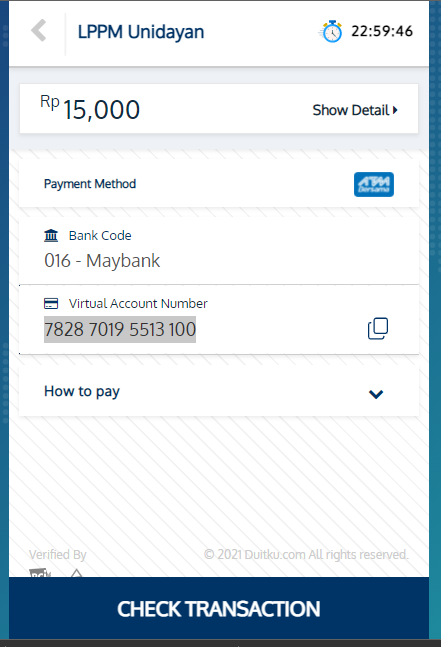 LPPM Unidayan
22:59:46
Rp 15,000
Show Detail
Payment Method
ATM
Bersama
Bank Code
016 - Maybank
Virtual Account Number
7828 7019 5513 100
How to pay
Verified By
© 2021 Duitku.com All rights reserved.
CHECK TRANSACTION